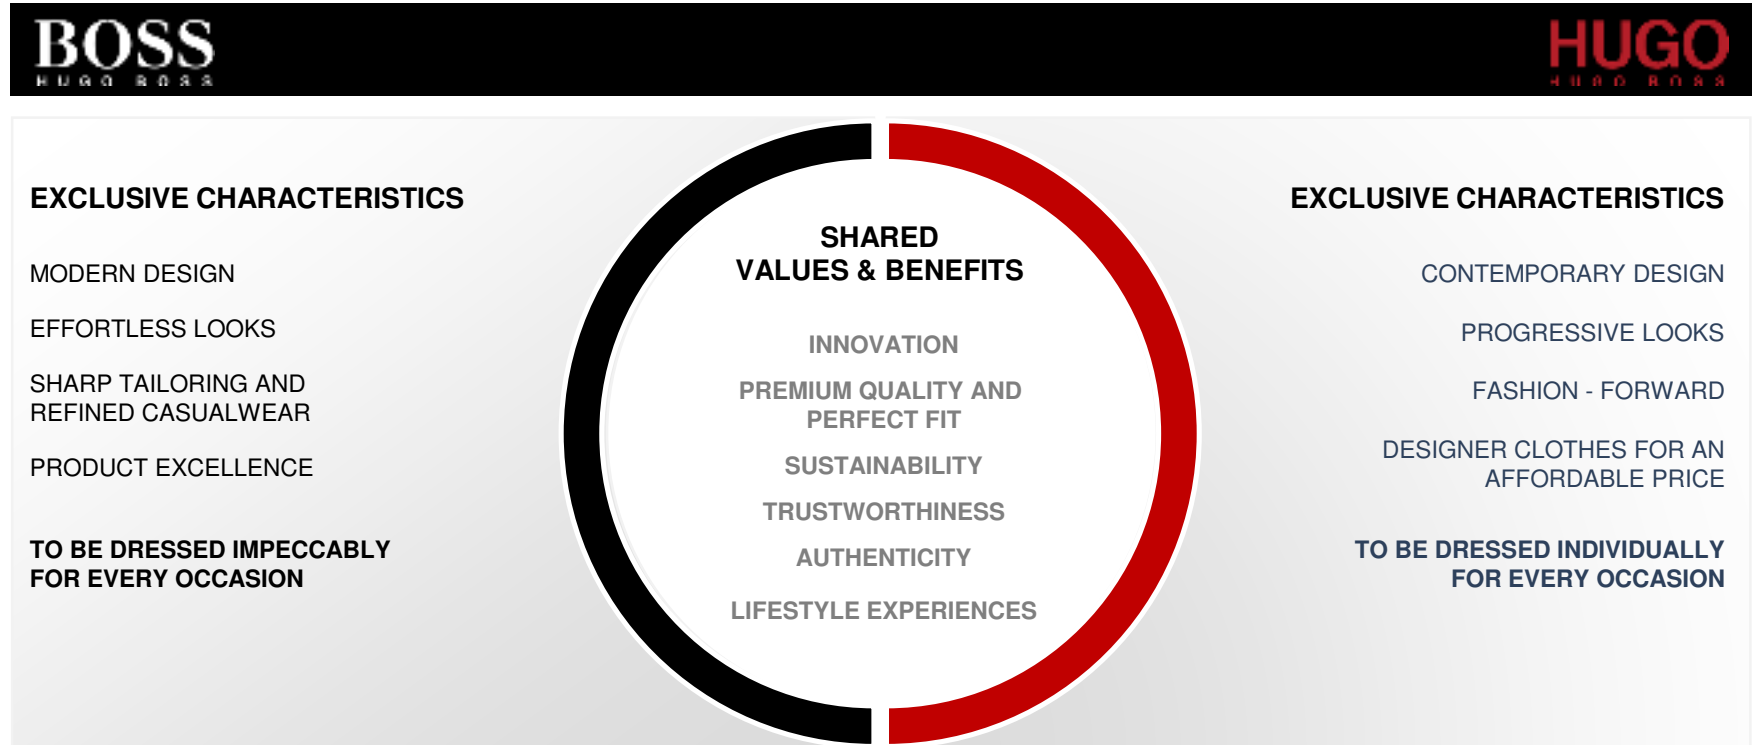 BOSS
HUGO BOSS
HUGO
HUGO BOSS
EXCLUSIVE CHARACTERISTICS
MODERN DESIGN
EFFORTLESS LOOKS
SHARP TAILORING AND
REFINED CASUALWEAR
PRODUCT EXCELLENCE
TO BE DRESSED IMPECCABLY
FOR EVERY OCCASION
SHARED
VALUES & BENEFITS
INNOVATION
PREMIUM QUALITY AND
PERFECT FIT
SUSTAINABILITY
TRUSTWORTHINESS
AUTHENTICITY
LIFESTYLE EXPERIENCES
EXCLUSIVE CHARACTERISTICS
CONTEMPORARY DESIGN
PROGRESSIVE LOOKS
FASHION - FORWARD
DESIGNER CLOTHES FOR AN
AFFORDABLE PRICE
TO BE DRESSED INDIVIDUALLY
FOR EVERY OCCASION